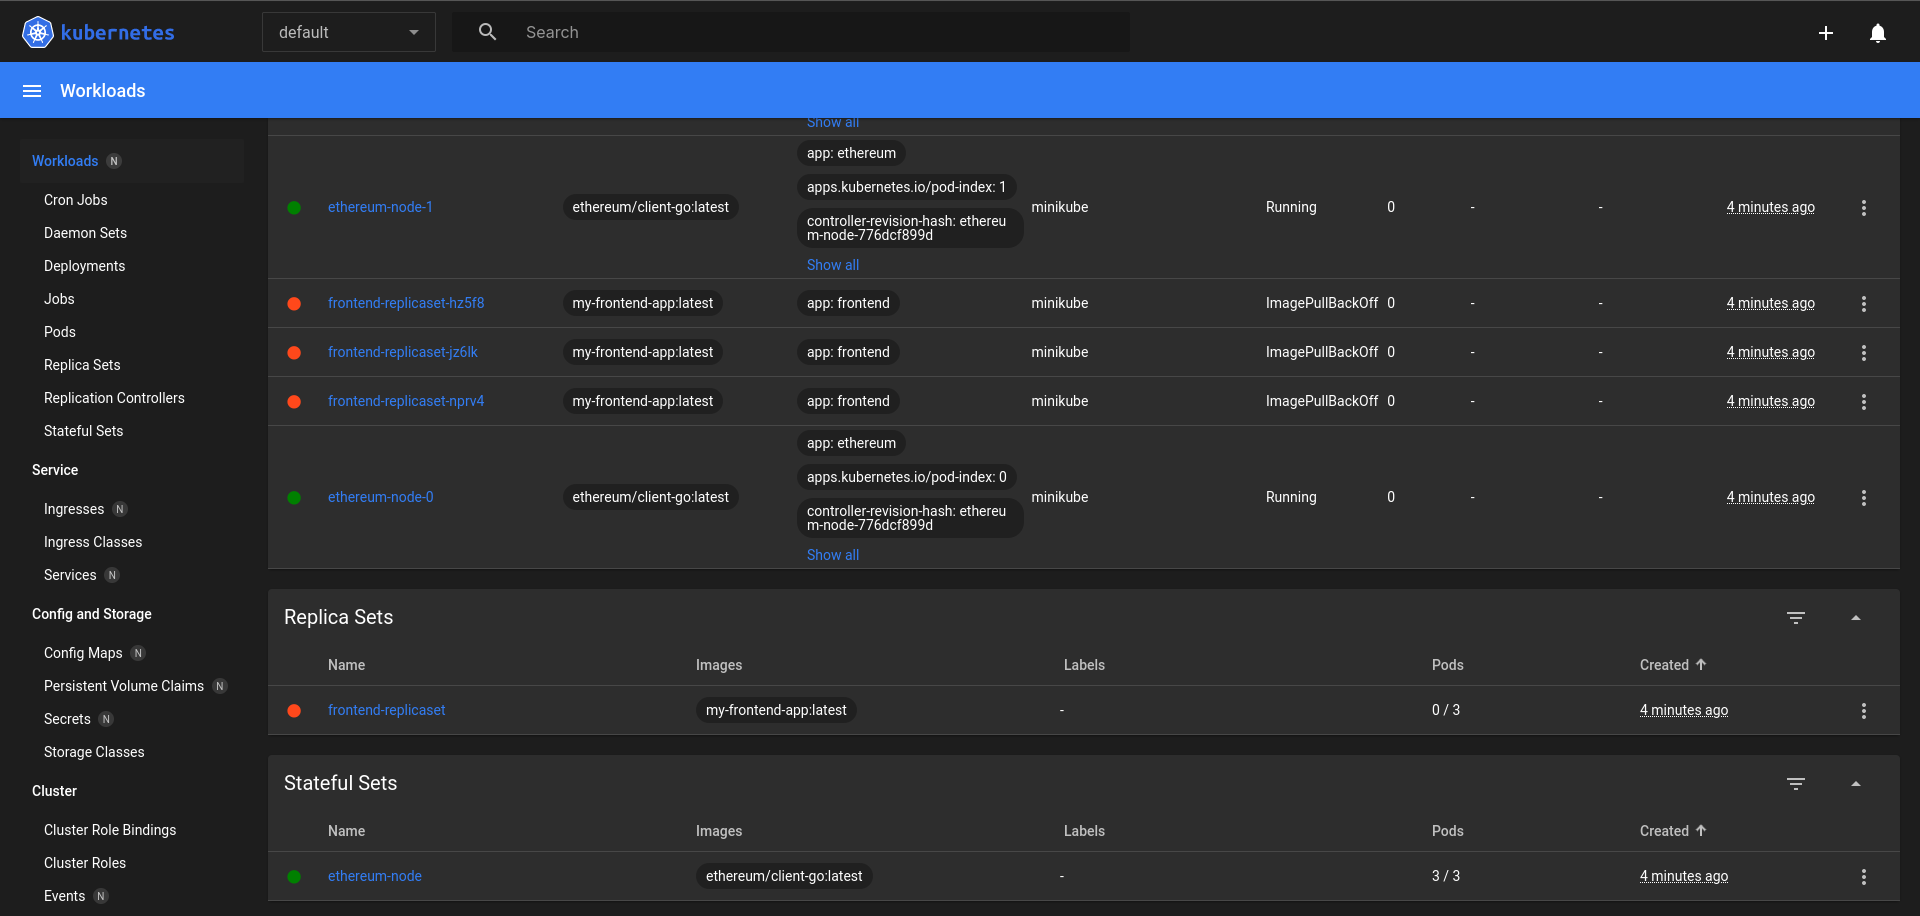 kubernetes
default
Search
Workloads
Workloads N
Cron Jobs
Daemon Sets
Deployments
Jobs
Pods
Replica Sets
Replication Controllers
Stateful Sets
Service
Ingresses N
Ingress Classes
Services N
Config and Storage
Config Maps N
Persistent Volume Claims N
Secrets N
Storage Classes
Cluster
Cluster Role Bindings
Cluster Roles
Events N
Show all
app: ethereum
apps.kubernetes.io/pod-index: 1
ethereum-node-1 ethereum/client-go:latest minikube Running 0 - - 4 minutes ago
controller-revision-hash: ethereu
m-node-776dcf899d
Show all
frontend-replicaset-hz5f8 my-frontend-app:latest app: frontend minikube ImagePullBackOff 0 - - 4 minutes ago
frontend-replicaset-jz6lk my-frontend-app:latest app: frontend minikube ImagePullBackOff 0 - - 4 minutes ago
frontend-replicaset-nprv4 my-frontend-app:latest app: frontend minikube ImagePullBackOff 0 - - 4 minutes ago
app: ethereum
apps.kubernetes.io/pod-index: 0
ethereum-node-0 ethereum/client-go:latest minikube Running 0 - - 4 minutes ago
controller-revision-hash: ethereu
m-node-776dcf899d
Show all
Replica Sets
Name Images Labels Pods Created
frontend-replicaset my-frontend-app:latest - 0 / 3 4 minutes ago
Stateful Sets
Name Images Labels Pods Created
ethereum-node ethereum/client-go:latest - 3 / 3 4 minutes ago